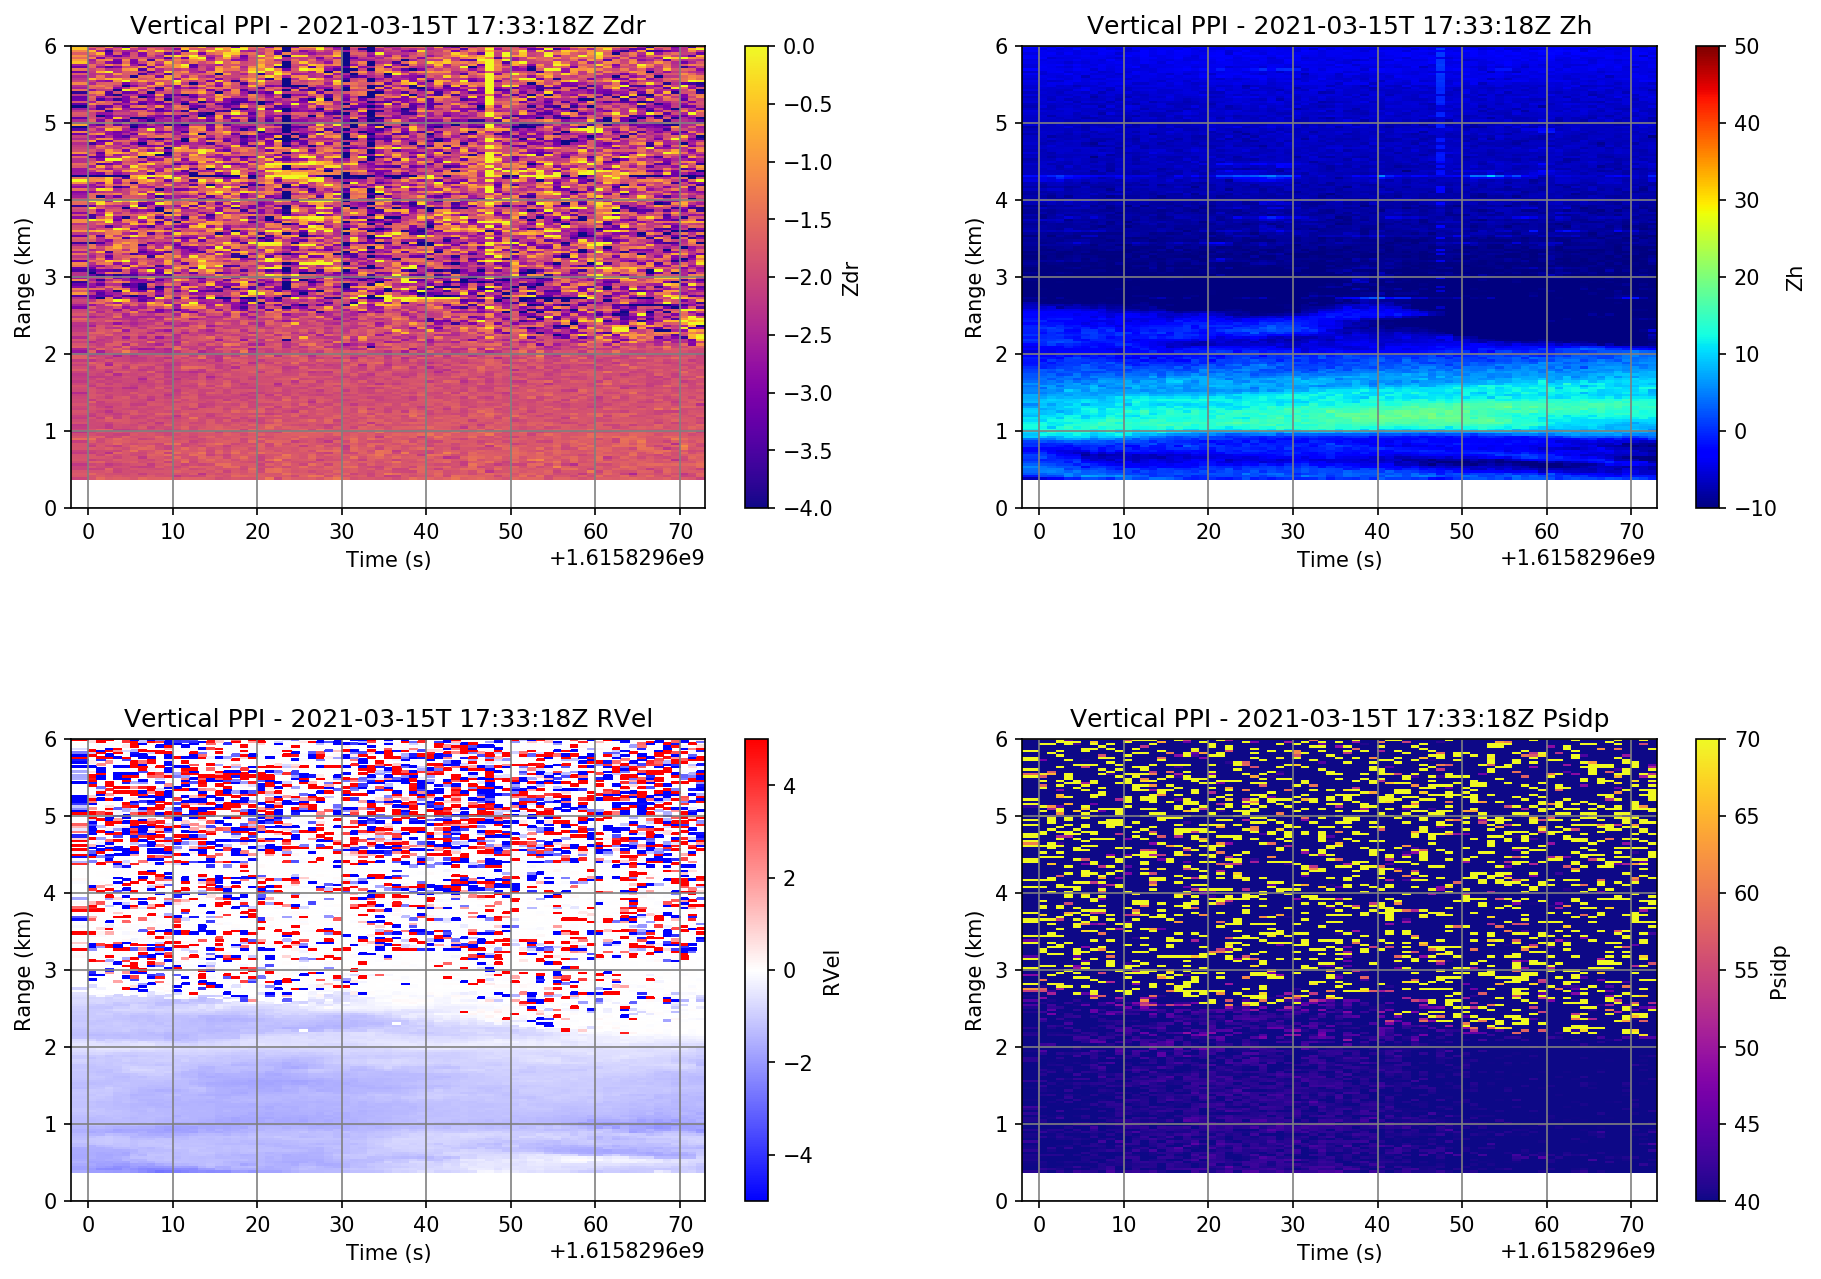 Vertical PPI - 2021-03-15T 17:33:18Z Zdr
6
5
4
3
2
1
0
Range (km)
0 10 20 30 40 50 60 70
Time (s)
+1.6158296e9
0.0
−0.5
−1.0
−1.5
−2.0
−2.5
−3.0
−3.5
−4.0
Zdr
Vertical PPI - 2021-03-15T 17:33:18Z Zh
6
5
4
3
2
1
0
Range (km)
0 10 20 30 40 50 60 70
Time (s)
+1.6158296e9
50
40
30
20
10
0
−10
Zh
Vertical PPI - 2021-03-15T 17:33:18Z RVel
6
5
4
3
2
1
0
Range (km)
0 10 20 30 40 50 60 70
Time (s)
+1.6158296e9
4
2
0
−2
−4
RVel
Vertical PPI - 2021-03-15T 17:33:18Z Psidp
6
5
4
3
2
1
0
Range (km)
0 10 20 30 40 50 60 70
Time (s)
+1.6158296e9
70
65
60
55
50
45
40
Psidp